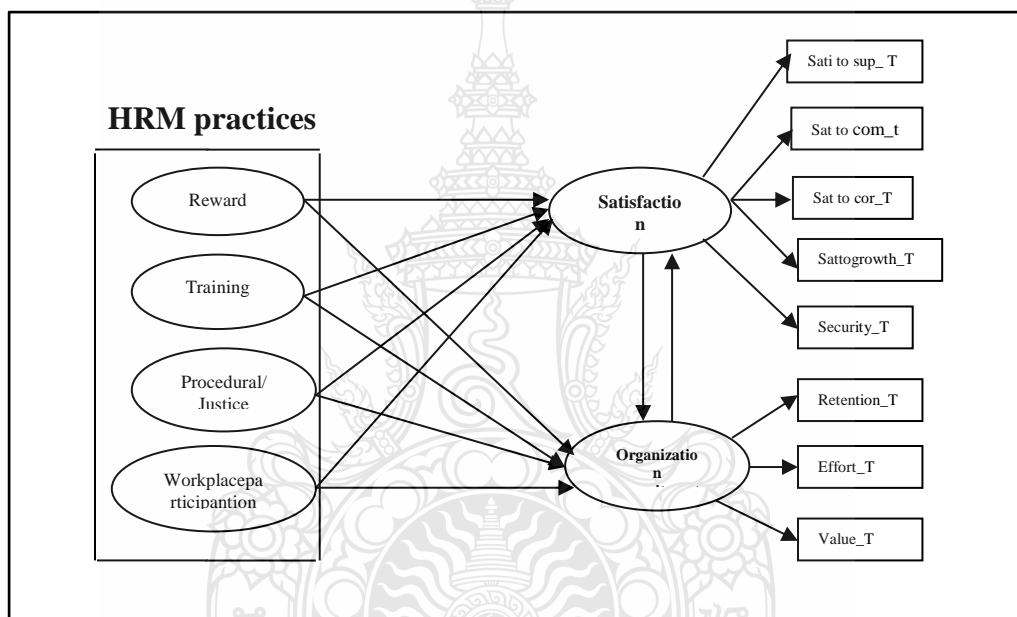 HRM practices
Reward
Training
Procedural/
Justice
Workplacepa
rticipantion
Satisfactio
n
Organizatio
n
Sati to sup_ T
Sat to com_t
Sat to cor_T
Sattogrowth_T
Security_T
Retention_T
Effort_T
Value_T